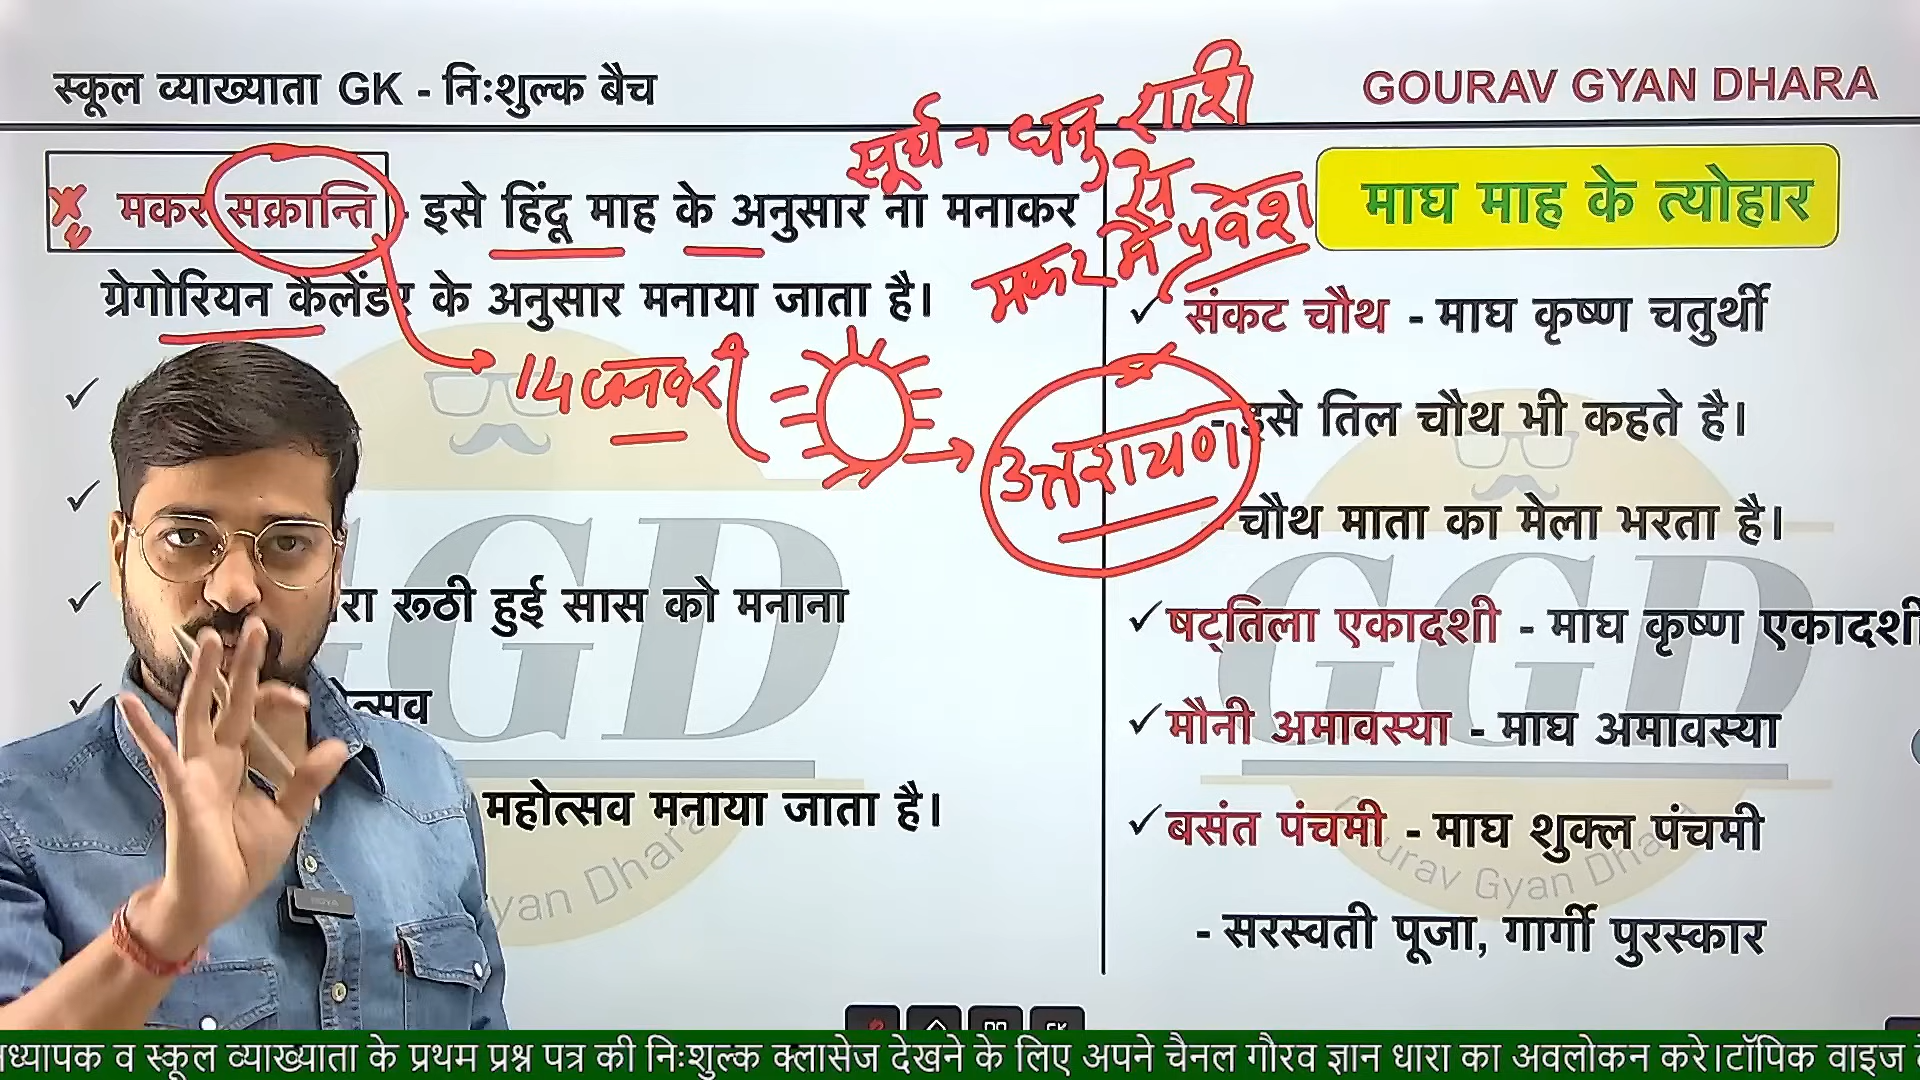 स्कूल व्याख्याता GK - निःशुल्क बैच
GOURAV GYAN DHARA
मकर सक्रान्ति - इसे हिंदू माह के अनुसार ना मनाकर
ग्रेगोरियन कैलेंडर के अनुसार मनाया जाता है।
सूर्य → धनु राशि
से
मकर में प्रवेश
14 जनवरी
उत्तरायण
रा रूठी हुई सास को मनाना
त्सव
महोत्सव मनाया जाता है।
माघ माह के त्योहार
संकट चौथ - माघ कृष्ण चतुर्थी
- इसे तिल चौथ भी कहते है।
- चौथ माता का मेला भरता है।
षट्तिला एकादशी - माघ कृष्ण एकादशी
मौनी अमावस्या - माघ अमावस्या
बसंत पंचमी - माघ शुक्ल पंचमी
- सरस्वती पूजा, गार्गी पुरस्कार
GGD
yan Dhara
GGD
Gourav Gyan Dhara
ध्यापक व स्कूल व्याख्याता के प्रथम प्रश्न पत्र की निःशुल्क क्लासेज देखने के लिए अपने चैनल गौरव ज्ञान धारा का अवलोकन करे।टॉपिक वाइज